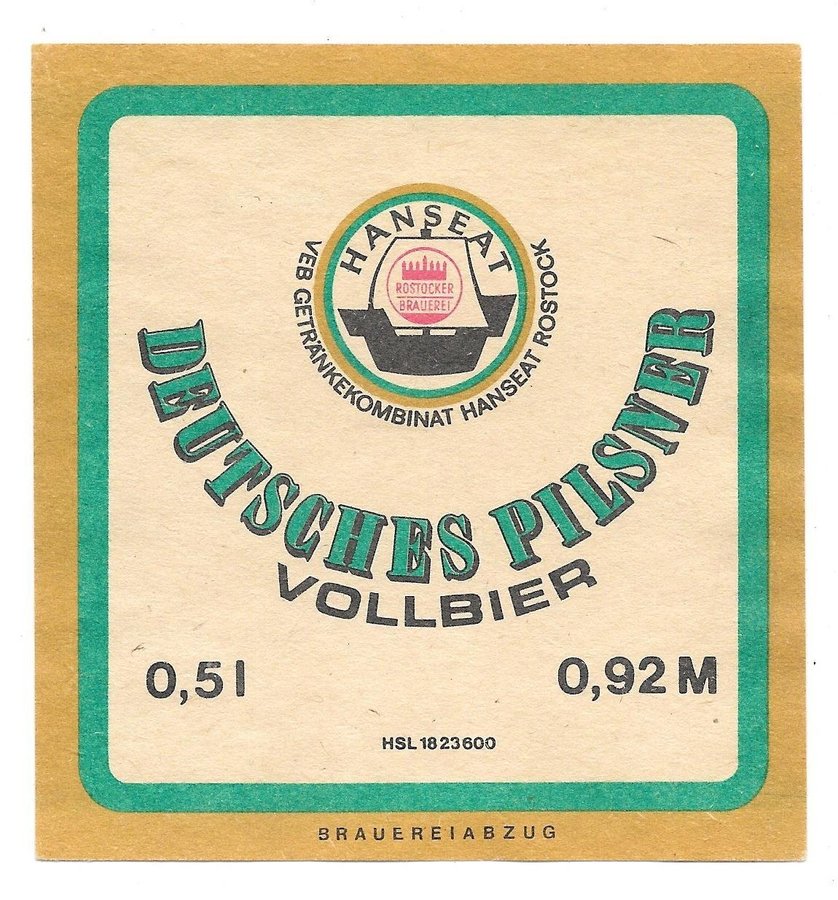 HANSEAT
ROSTOCKER
BRAUEREI
VEB GETRÄNKEKOMBINAT HANSEAT ROSTOCK
DEUTSCHES PILSNER
VOLLBIER
0,5 l
0,92 M
HSL 1823600
BRAUEREIABZUG